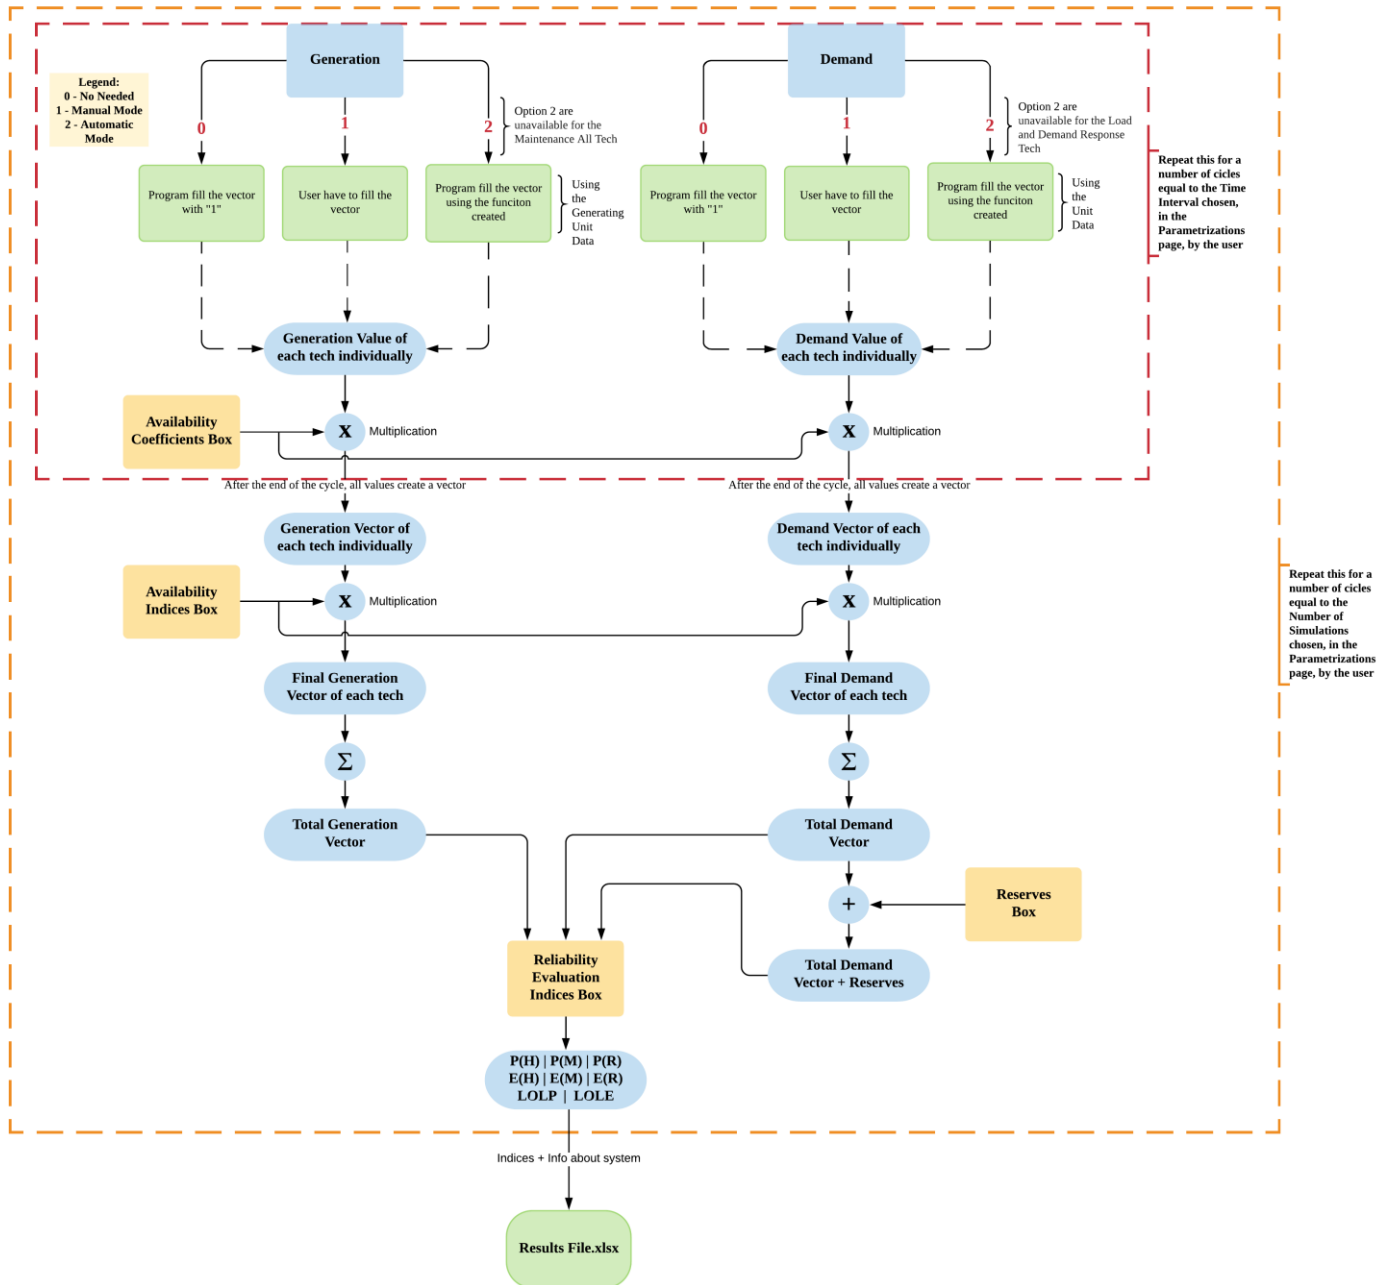 Generation
Demand
Legend:
0 - No Needed
1 - Manual Mode
2 - Automatic
Mode
0
1
2
Option 2 are
unavailable for the
Maintenance All Tech
0
1
2
Option 2 are
unavailable for the Load
and Demand Response
Tech
Program fill the vector
with "1"
User have to fill the
vector
Program fill the vector
using the funciton
created
Using
the
Generating
Unit
Data
Program fill the vector
with "1"
User have to fill the
vector
Program fill the vector
using the funciton
created
Using
the
Unit
Data
Repeat this for a
number of cicles
equal to the Time
Interval chosen,
in the
Parametrizations
page, by the user
Generation Value of
each tech individually
Demand Value of
each tech individually
Availability
Coefficients Box
x
Multiplication
x
Multiplication
After the end of the cycle, all values create a vector
After the end of the cycle, all values create a vector
Generation Vector of
each tech individually
Demand Vector of each
tech individually
Availability
Indices Box
x
Multiplication
x
Multiplication
Repeat this for a
number of cicles
equal to the
Number of
Simulations
chosen, in the
Parametrizations
page, by the user
Final Generation
Vector of each tech
Final Demand
Vector of each tech
Σ
Σ
Total Generation
Vector
Total Demand
Vector
+
Reserves
Box
Reliability
Evaluation
Indices Box
Total Demand
Vector + Reserves
P(H) | P(M) | P(R)
E(H) | E(M) | E(R)
LOLP | LOLE
Indices + Info about system
Results File.xlsx